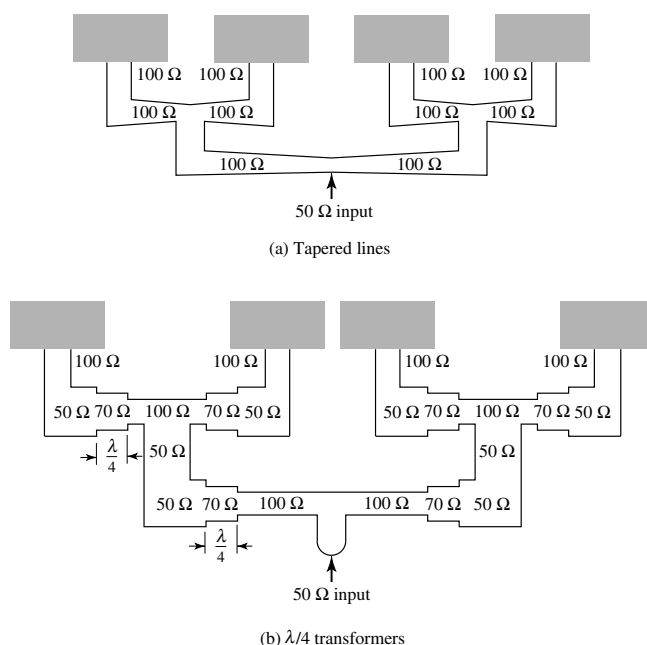 100 Ω 100 Ω 100 Ω 100 Ω
100 Ω 100 Ω 100 Ω 100 Ω
100 Ω 100 Ω
50 Ω input
(a) Tapered lines
100 Ω 100 Ω 100 Ω 100 Ω
50 Ω 70 Ω 100 Ω 70 Ω 50 Ω 50 Ω 70 Ω 100 Ω 70 Ω 50 Ω
λ/4 50 Ω 50 Ω
50 Ω 70 Ω 100 Ω 100 Ω 70 Ω 50 Ω
λ/4
50 Ω input
(b) λ/4 transformers